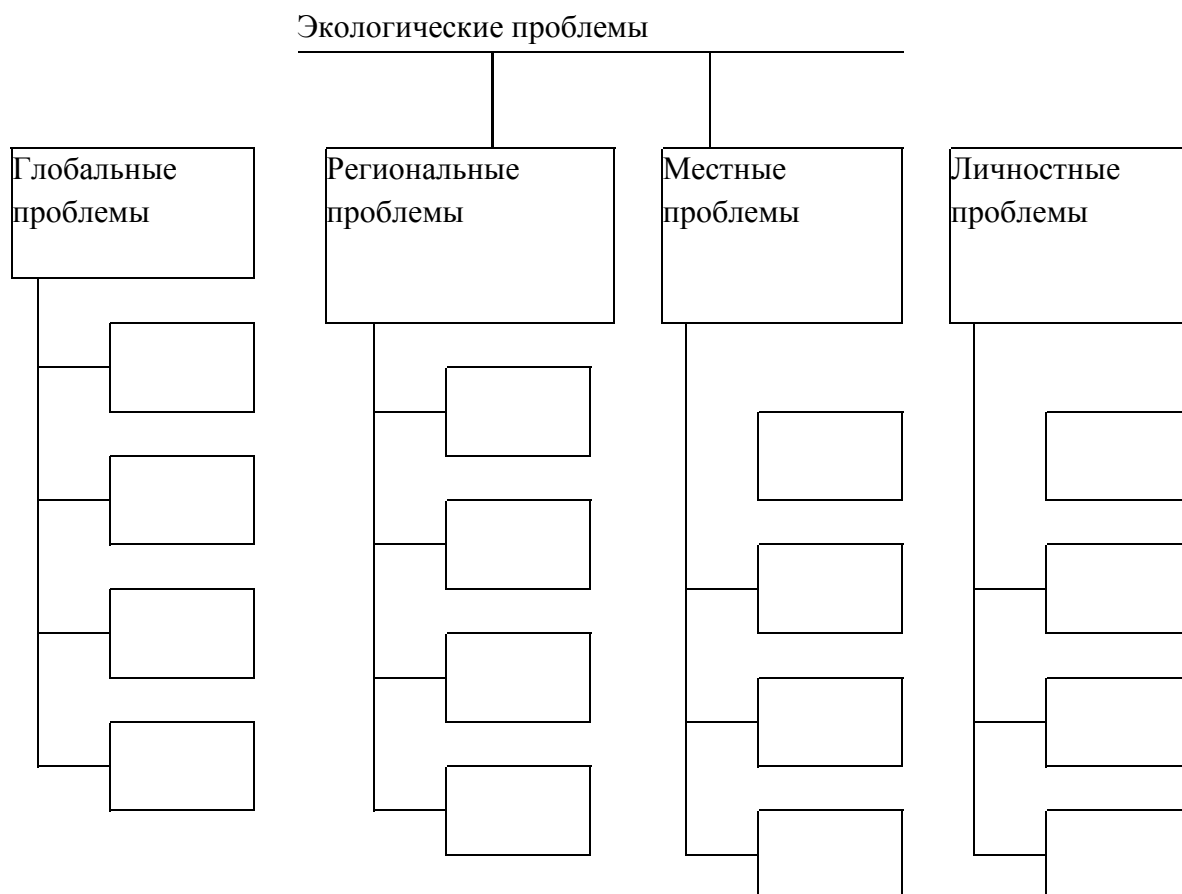 Экологические проблемы
Глобальные
проблемы
Региональные
проблемы
Местные
проблемы
Личностные
проблемы